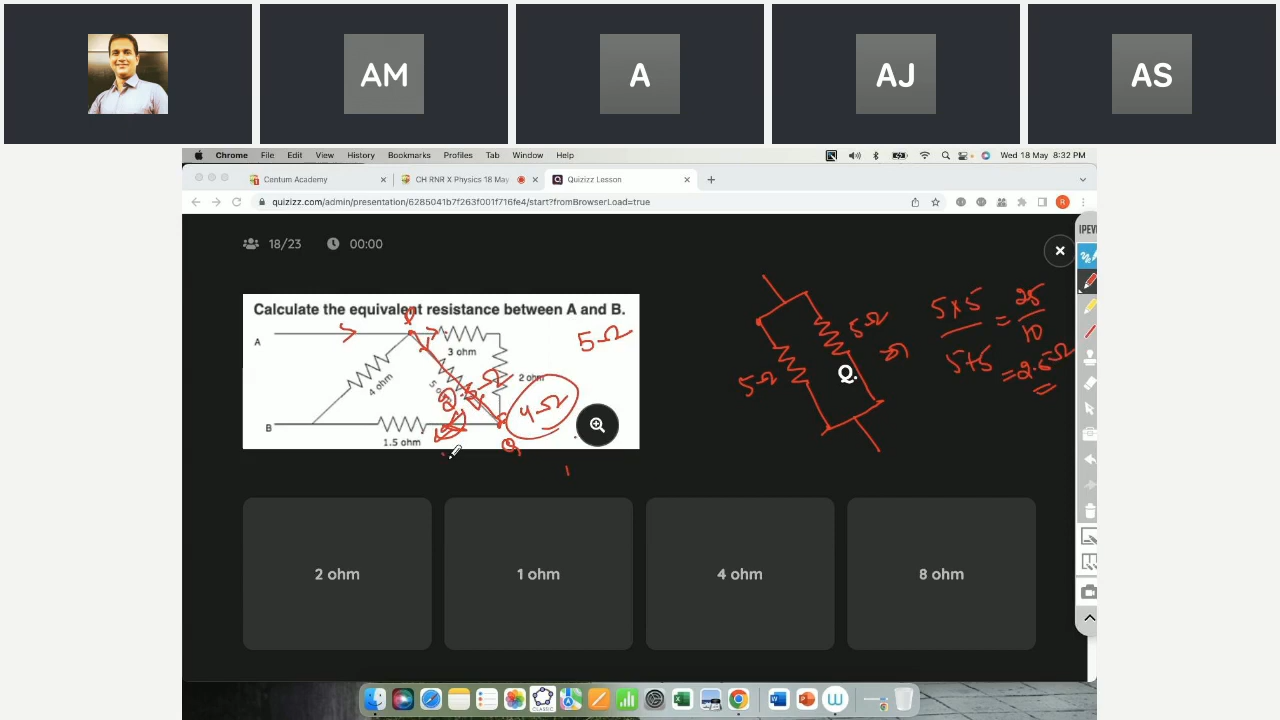 AM
A
AJ
AS
Chrome File Edit View History Bookmarks Profiles Tab Window Help
Wed 18 May 8:32 PM
Centum Academy
CH RNR X Physics 18 May
Quizizz Lesson
quizizz.com/admin/presentation/6285041b7f263f001f716fe4/start?fromBrowserLoad=true
R
IPEV
18/23 00:00
Calculate the equivalent resistance between A and B.
A
3 ohm
5Ω
4 ohm
2 ohm
2.5Ω
4Ω
B
1.5 ohm
5Ω
5Ω
Q.
5×5 = 25
5+5 10
=2.5Ω
2 ohm
1 ohm
4 ohm
8 ohm